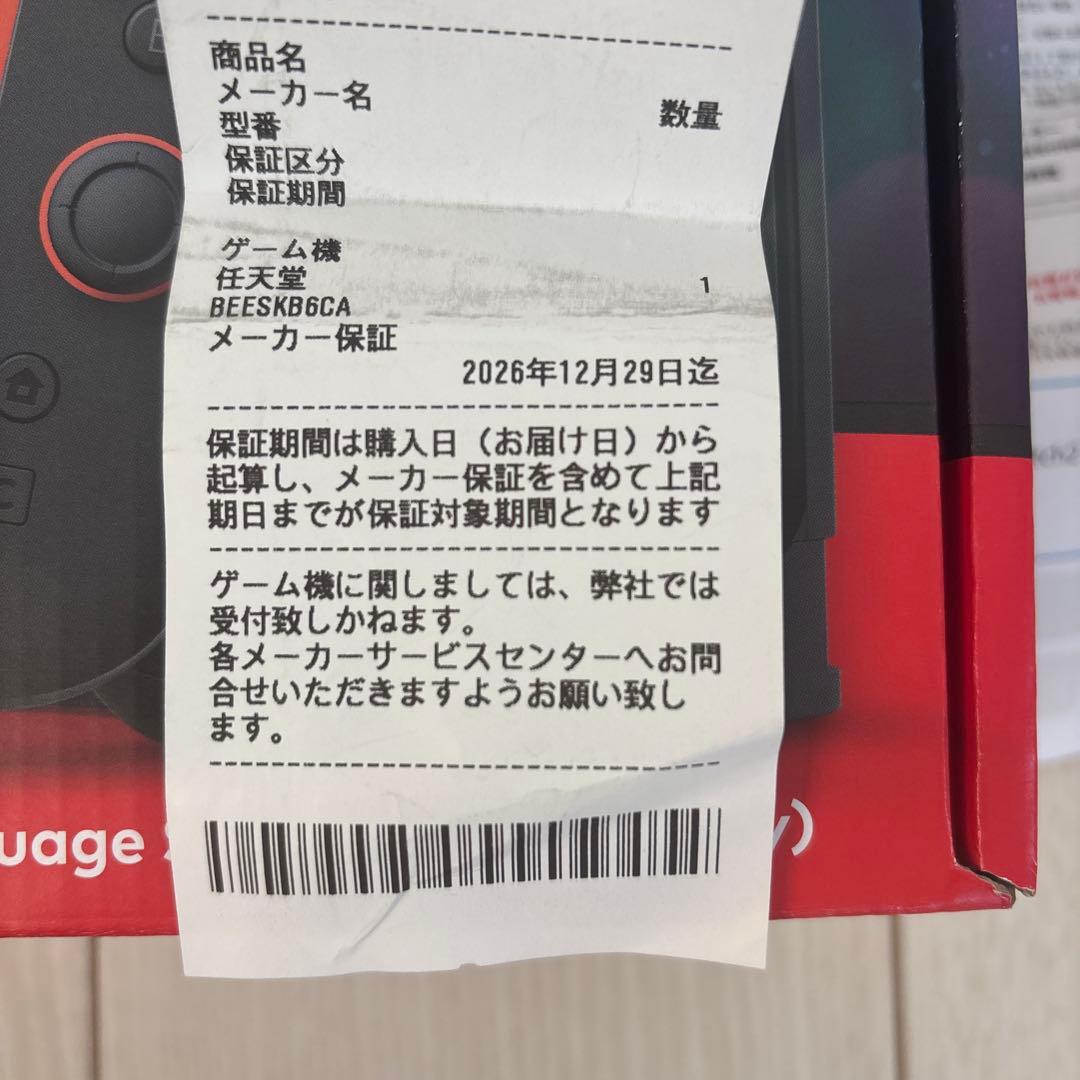 商品名
メーカー名
数量
型番
保証区分
保証期間
ゲーム機
任天堂
1
BEESKB6CA
メーカー保証
2026年12月29日迄
保証期間は購入日（お届け日）から
起算し、メーカー保証を含めて上記
期日までが保証対象期間となります
ゲーム機に関しましては、弊社では
受付致しかねます。
各メーカーサービスセンターへお問
合せいただきますようお願い致し
ます。
uage
y)
C